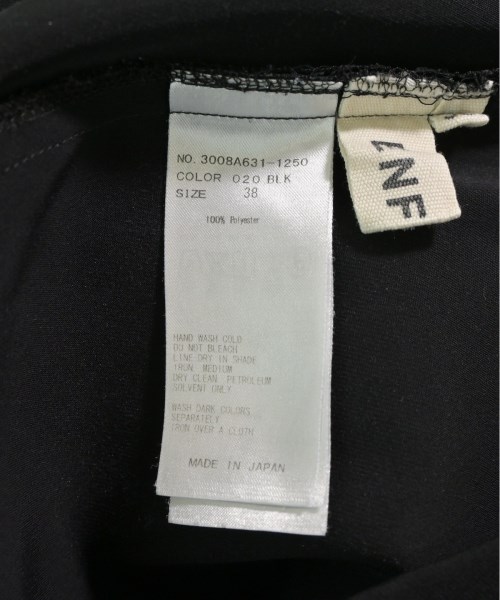 NO. 3008A631-1250
COLOR 020 BLK
SIZE 38
100% Polyester
HAND WASH COLD
DO NOT BLEACH
LINE DRY IN SHADE
IRON MEDIUM
DRY CLEAN PETROLEUM
SOLVENT ONLY
WASH DARK COLORS
SEPARATELY
IRON OVER A CLOTH
MADE IN JAPAN